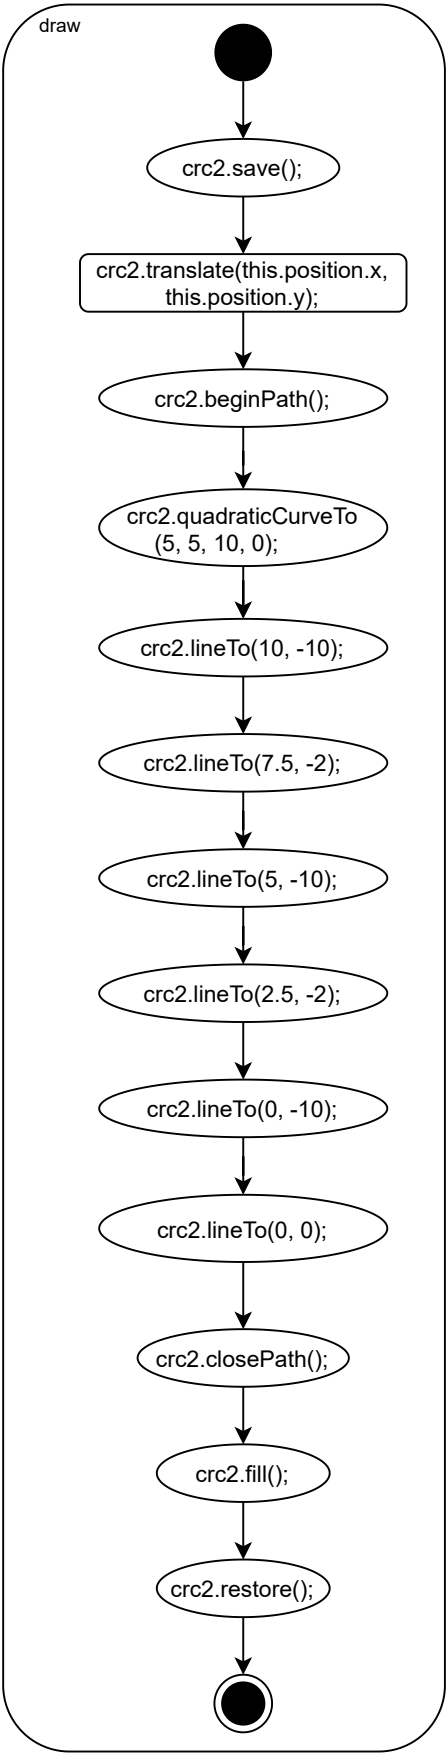 draw
crc2.save();
crc2.translate(this.position.x,
this.position.y);
crc2.beginPath();
crc2.quadraticCurveTo
(5, 5, 10, 0);
crc2.lineTo(10, -10);
crc2.lineTo(7.5, -2);
crc2.lineTo(5, -10);
crc2.lineTo(2.5, -2);
crc2.lineTo(0, -10);
crc2.lineTo(0, 0);
crc2.closePath();
crc2.fill();
crc2.restore();